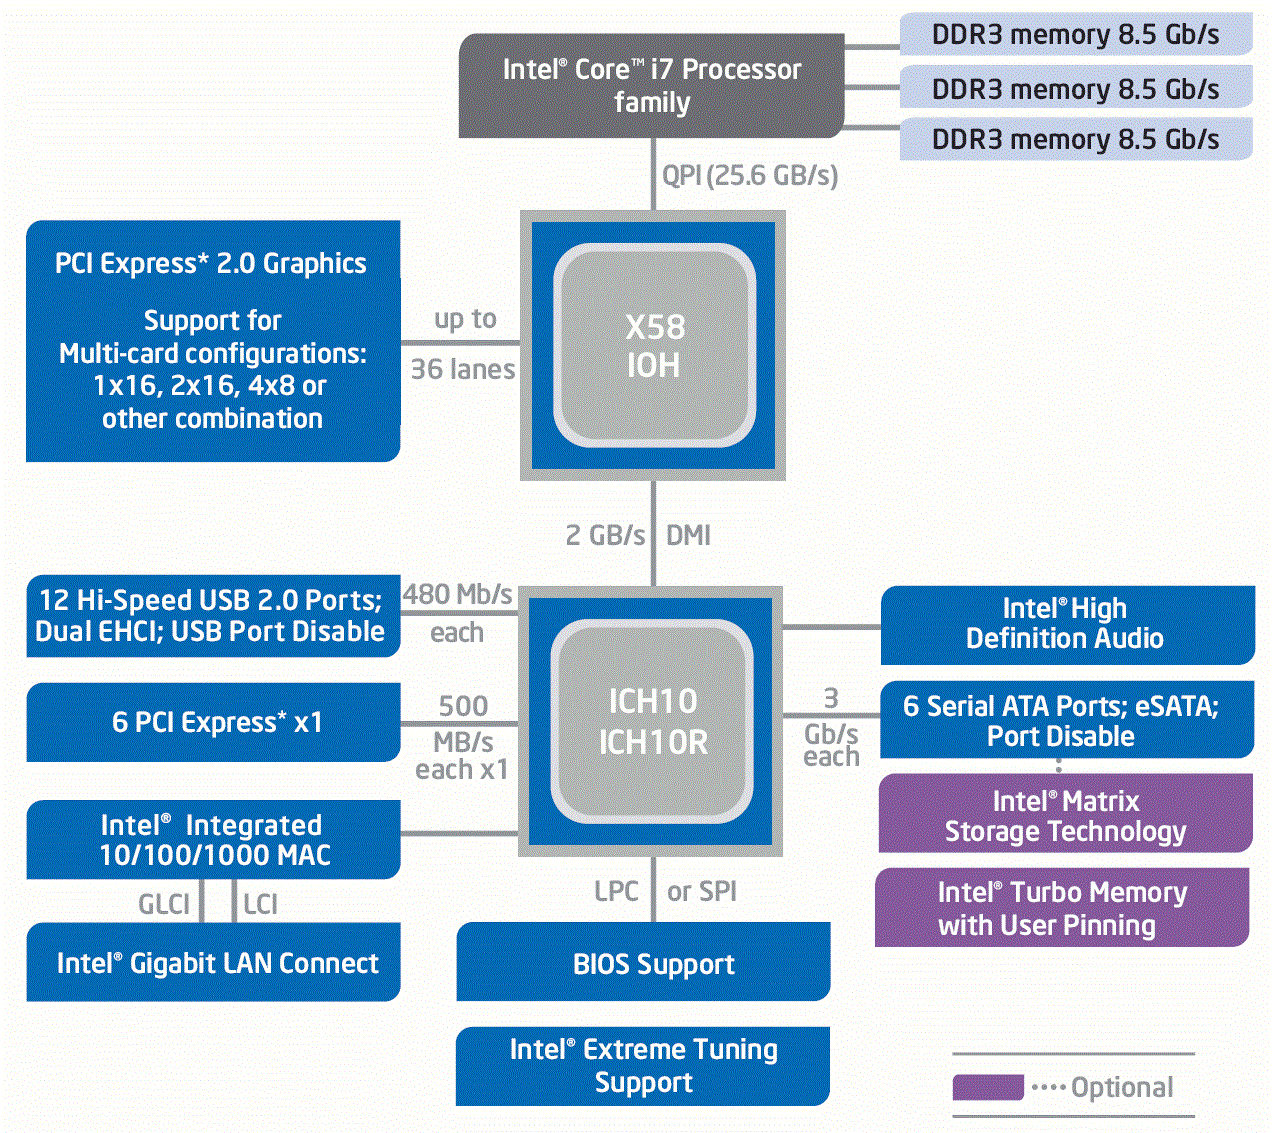 Intel® Core™ i7 Processor
family
DDR3 memory 8.5 Gb/s
DDR3 memory 8.5 Gb/s
DDR3 memory 8.5 Gb/s
QPI (25.6 GB/s)
PCI Express* 2.0 Graphics
Support for
Multi-card configurations:
1x16, 2x16, 4x8 or
other combination
up to
36 lanes
X58
IOH
2 GB/s DMI
12 Hi-Speed USB 2.0 Ports;
Dual EHCI; USB Port Disable
480 Mb/s
each
6 PCI Express* x1
500
MB/s
each x1
Intel® Integrated
10/100/1000 MAC
GLCI LCI
Intel® Gigabit LAN Connect
ICH10
ICH10R
Intel® High
Definition Audio
3
Gb/s
each
6 Serial ATA Ports; eSATA;
Port Disable
Intel® Matrix
Storage Technology
Intel® Turbo Memory
with User Pinning
LPC or SPI
BIOS Support
Intel® Extreme Tuning
Support
Optional